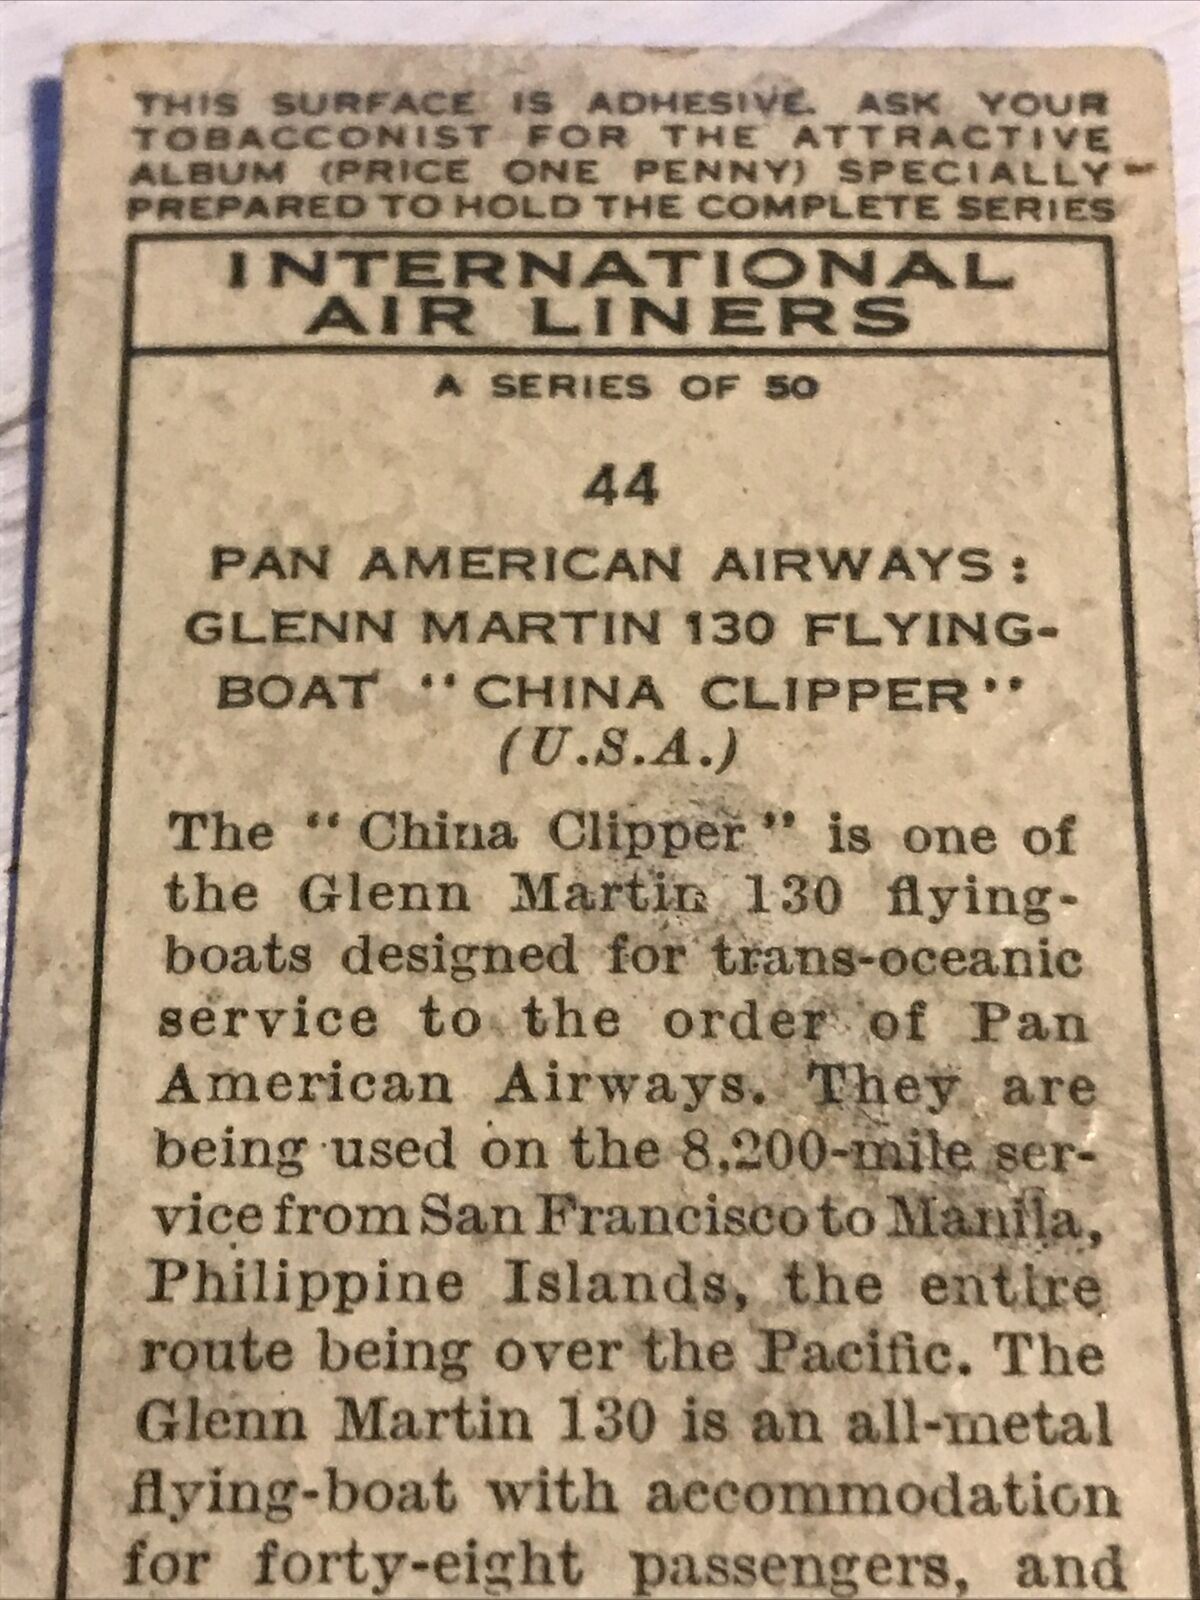 THIS SURFACE IS ADHESIVE. ASK YOUR
TOBACCONIST FOR THE ATTRACTIVE
ALBUM (PRICE ONE PENNY) SPECIALLY
PREPARED TO HOLD THE COMPLETE SERIES
INTERNATIONAL
AIR LINERS
A SERIES OF 50
44
PAN AMERICAN AIRWAYS:
GLENN MARTIN 130 FLYING-
BOAT "CHINA CLIPPER"
(U.S.A.)
The "China Clipper" is one of
the Glenn Martin 130 flying-
boats designed for trans-oceanic
service to the order of Pan
American Airways. They are
being used on the 8,200-mile ser-
vice from San Francisco to Manila,
Philippine Islands, the entire
route being over the Pacific. The
Glenn Martin 130 is an all-metal
flying-boat with accommodation
for forty-eight passengers, and